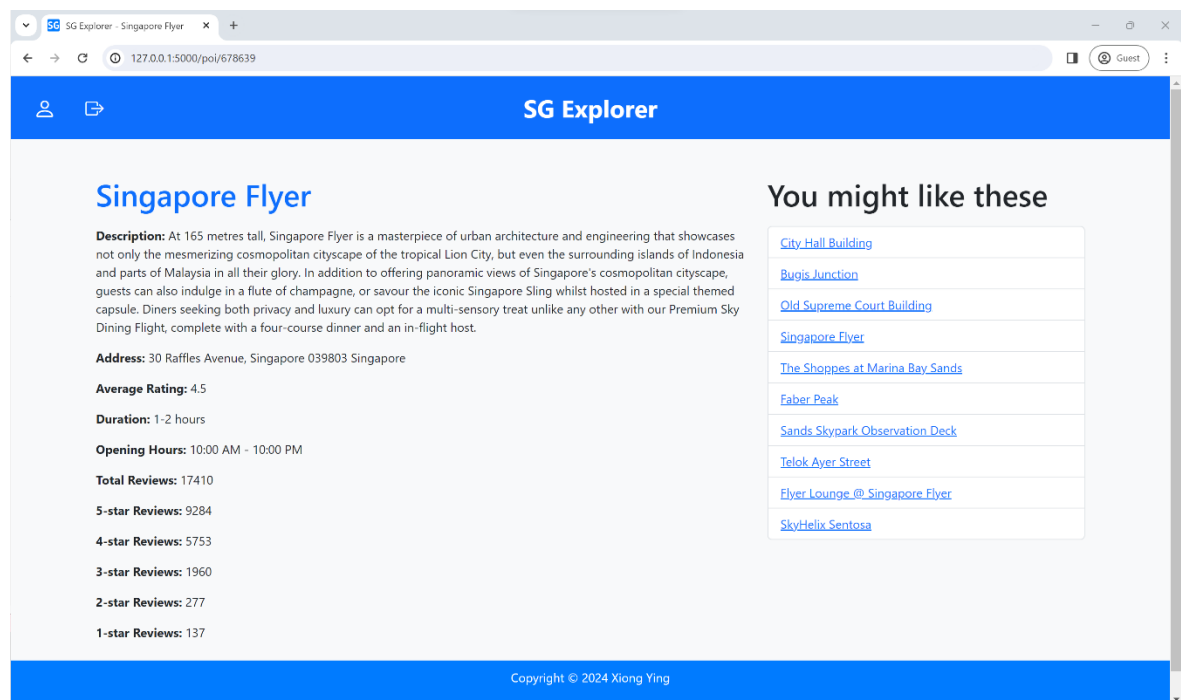 SG SG Explorer - Singapore Flyer
127.0.0.1:5000/poi/678639
Guest
SG Explorer
Singapore Flyer
Description: At 165 metres tall, Singapore Flyer is a masterpiece of urban architecture and engineering that showcases
not only the mesmerizing cosmopolitan cityscape of the tropical Lion City, but even the surrounding islands of Indonesia
and parts of Malaysia in all their glory. In addition to offering panoramic views of Singapore's cosmopolitan cityscape,
guests can also indulge in a flute of champagne, or savour the iconic Singapore Sling whilst hosted in a special themed
capsule. Diners seeking both privacy and luxury can opt for a multi-sensory treat unlike any other with our Premium Sky
Dining Flight, complete with a four-course dinner and an in-flight host.
Address: 30 Raffles Avenue, Singapore 039803 Singapore
Average Rating: 4.5
Duration: 1-2 hours
Opening Hours: 10:00 AM - 10:00 PM
Total Reviews: 17410
5-star Reviews: 9284
4-star Reviews: 5753
3-star Reviews: 1960
2-star Reviews: 277
1-star Reviews: 137
You might like these
City Hall Building
Bugis Junction
Old Supreme Court Building
Singapore Flyer
The Shoppes at Marina Bay Sands
Faber Peak
Sands Skypark Observation Deck
Telok Ayer Street
Flyer Lounge @ Singapore Flyer
SkyHelix Sentosa
Copyright © 2024 Xiong Ying